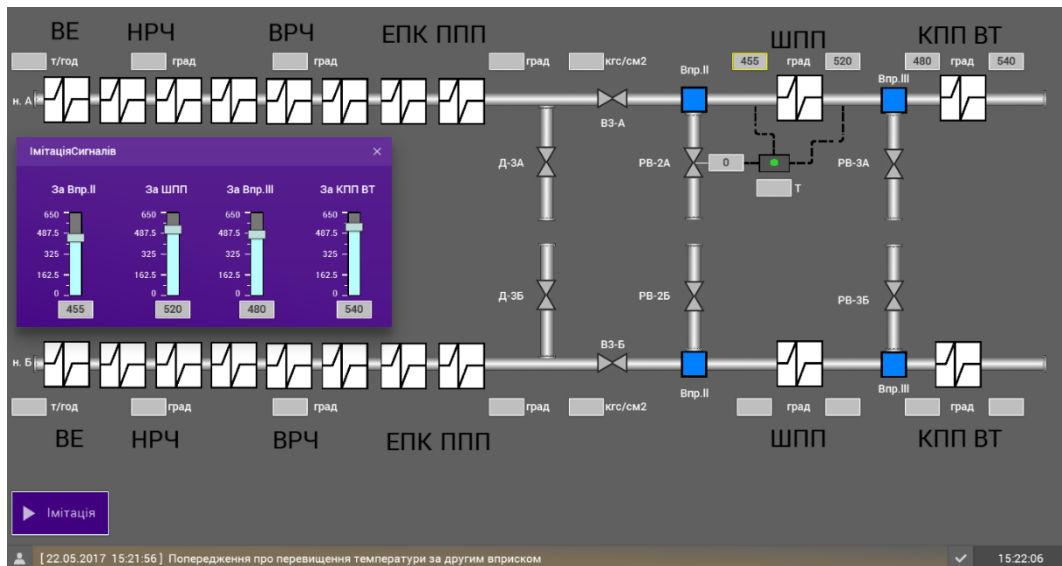 ВЕ НРЧ ВРЧ ЕПК ППП ШПП КПП ВТ
т/год град град град кгс/см2 Впр.II 455 град 520 Впр.III 480 град 540
н. А
ВЗ-А
ІмітаціяСигналів ×
За Впр.II За ШПП За Впр.III За КПП ВТ
650 650 650 650
487.5 487.5 487.5 487.5
325 325 325 325
162.5 162.5 162.5 162.5
0 0 0 0
455 520 480 540
Д-3А РВ-2А 0 РВ-3А
Т
Д-3Б РВ-2Б РВ-3Б
ВЗ-Б
н. Б
Впр.II Впр.III
т/год град град град кгс/см2 град град
ВЕ НРЧ ВРЧ ЕПК ППП ШПП КПП ВТ
Імітація
[ 22.05.2017 15:21:56 ] Попередження про перевищення температури за другим вприском 15:22:06